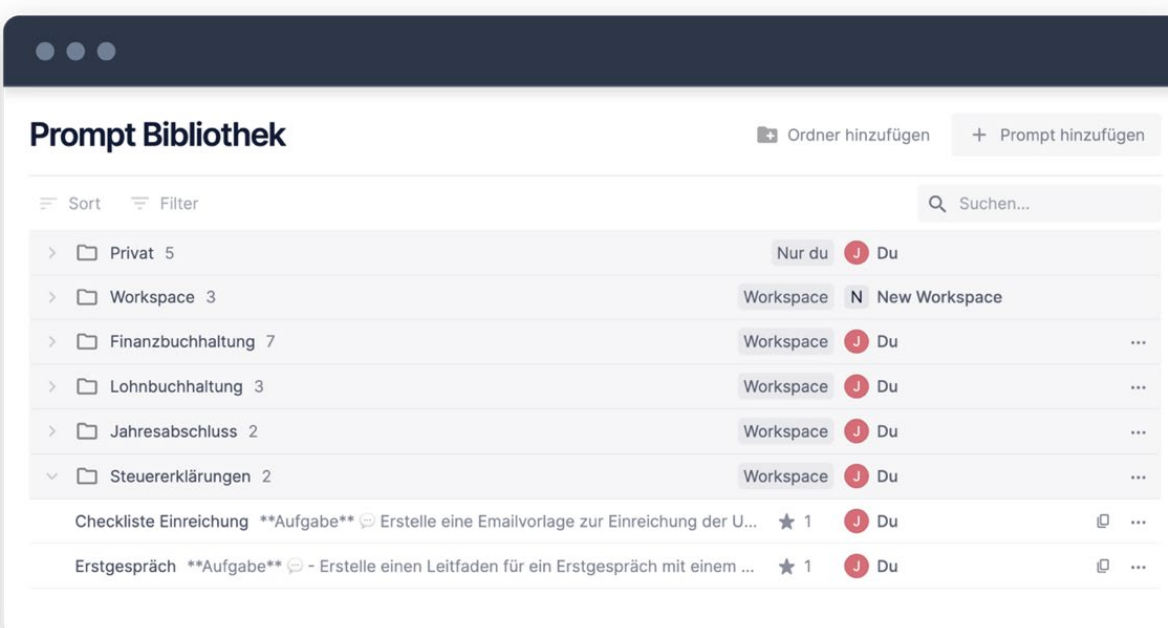 Prompt Bibliothek
Ordner hinzufügen
+ Prompt hinzufügen
Sort Filter
Suchen...
Privat 5 Nur du J Du
Workspace 3 Workspace N New Workspace
Finanzbuchhaltung 7 Workspace J Du ...
Lohnbuchhaltung 3 Workspace J Du ...
Jahresabschluss 2 Workspace J Du ...
Steuererklärungen 2 Workspace J Du ...
Checkliste Einreichung **Aufgabe** 💬 Erstelle eine Emailvorlage zur Einreichung der U... ★ 1 J Du ...
Erstgespräch **Aufgabe** 💬 - Erstelle einen Leitfaden für ein Erstgespräch mit einem ... ★ 1 J Du ...